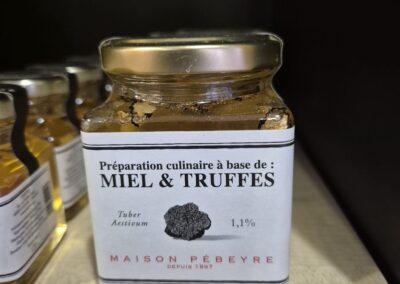 Préparation culinaire à base de :
MIEL & TRUFFES
Tuber
Aestivum
1,1%
MAISON PÉBEYRE
DEPUIS 1897